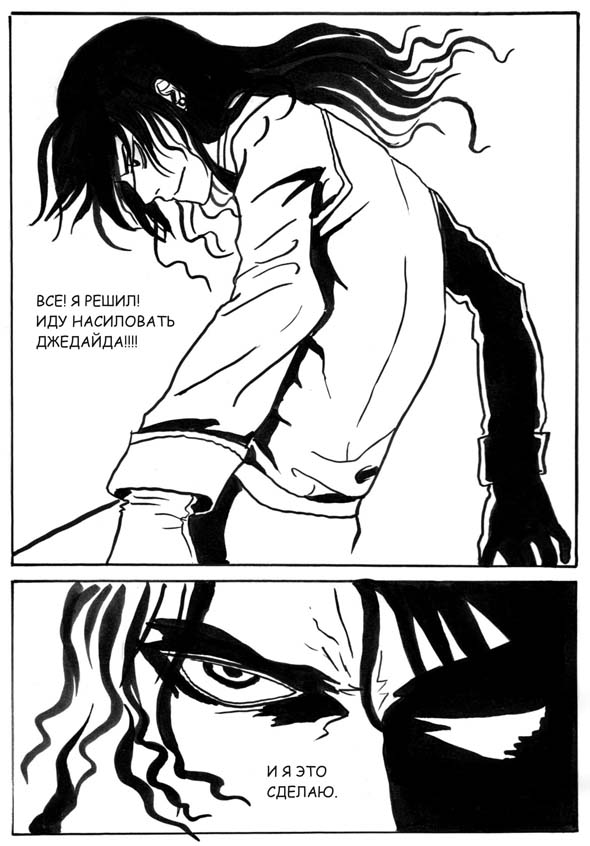 ВСЕ! Я РЕШИЛ!
ИДУ НАСИЛОВАТЬ
ДЖЕДАЙДА!!!!
И Я ЭТО
СДЕЛАЮ.